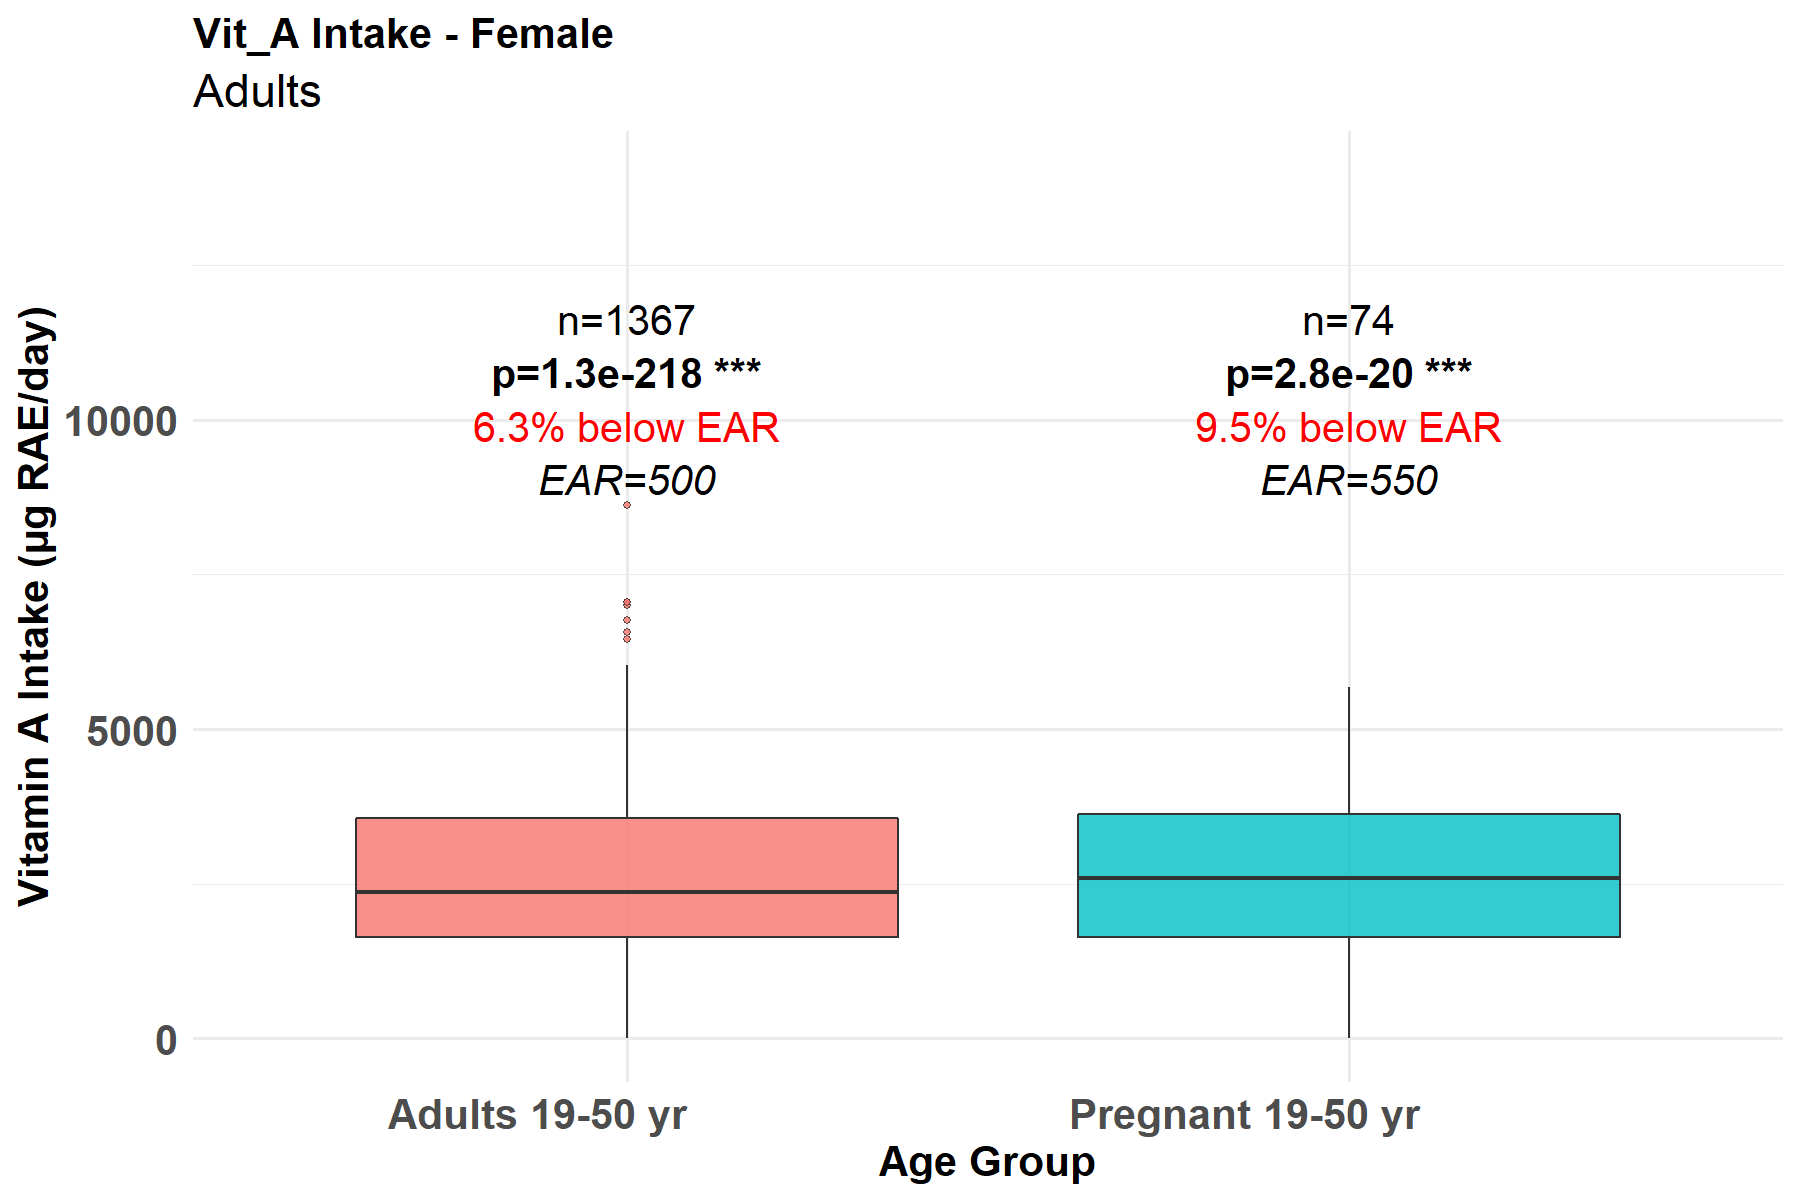 Vit_A Intake - Female
Adults
Vitamin A Intake (µg RAE/day)
10000
5000
0
n=1367
p=1.3e-218 ***
6.3% below EAR
EAR=500
n=74
p=2.8e-20 ***
9.5% below EAR
EAR=550
Adults 19-50 yr
Pregnant 19-50 yr
Age Group